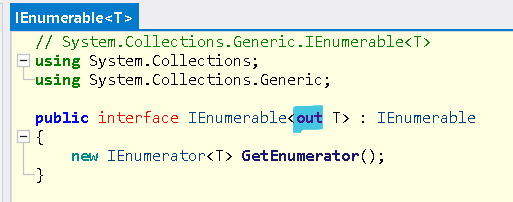 IEnumerable<T>
// System.Collections.Generic.IEnumerable<T>
using System.Collections;
using System.Collections.Generic;
public interface IEnumerable<out T> : IEnumerable
{
new IEnumerator<T> GetEnumerator();
}